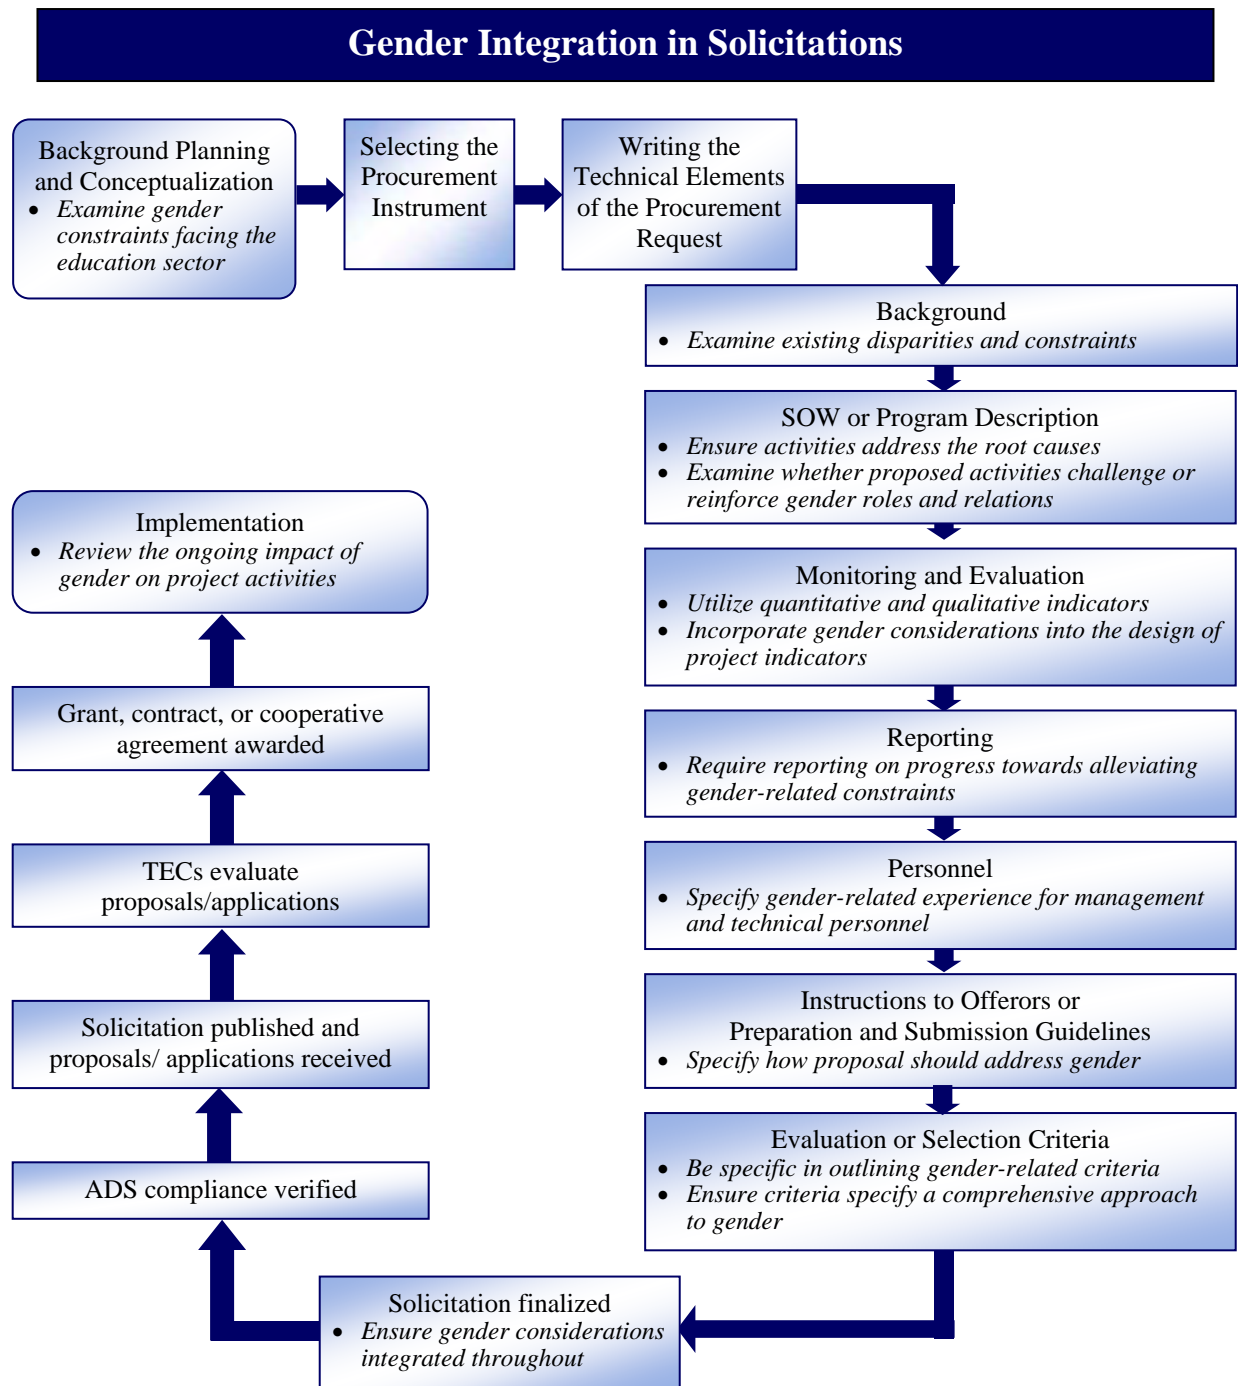 Gender Integration in Solicitations
Background Planning
and Conceptualization
• Examine gender
constraints facing the
education sector
Selecting the
Procurement
Instrument
Writing the
Technical Elements
of the Procurement
Request
Background
• Examine existing disparities and constraints
SOW or Program Description
• Ensure activities address the root causes
• Examine whether proposed activities challenge or
reinforce gender roles and relations
Monitoring and Evaluation
• Utilize quantitative and qualitative indicators
• Incorporate gender considerations into the design of
project indicators
Reporting
• Require reporting on progress towards alleviating
gender-related constraints
Personnel
• Specify gender-related experience for management
and technical personnel
Instructions to Offerors or
Preparation and Submission Guidelines
• Specify how proposal should address gender
Evaluation or Selection Criteria
• Be specific in outlining gender-related criteria
• Ensure criteria specify a comprehensive approach
to gender
Solicitation finalized
• Ensure gender considerations
integrated throughout
ADS compliance verified
Solicitation published and
proposals/ applications received
TECs evaluate
proposals/applications
Grant, contract, or cooperative
agreement awarded
Implementation
• Review the ongoing impact of
gender on project activities